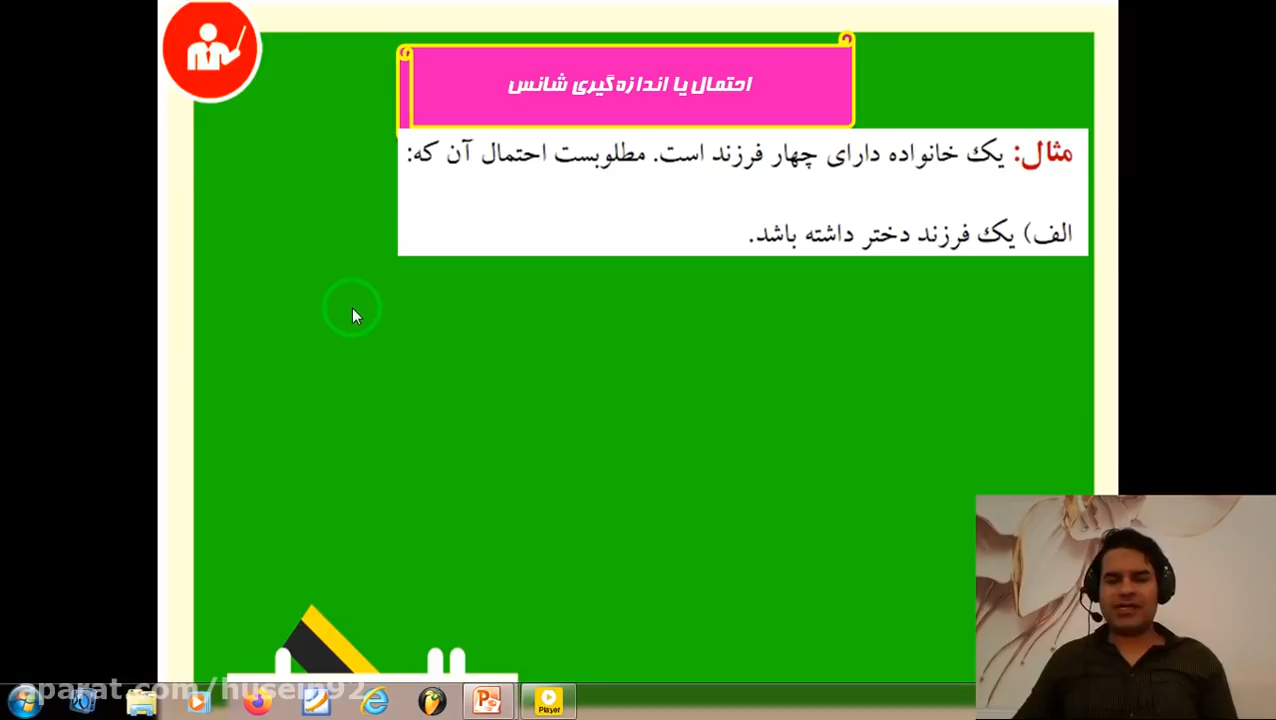 احتمال یا اندازه‌گیری شانس
مثال: یک خانواده دارای چهار فرزند است. مطلوبست احتمال آن که:
الف) یک فرزند دختر داشته باشد.
aparat.com/husein92
Player